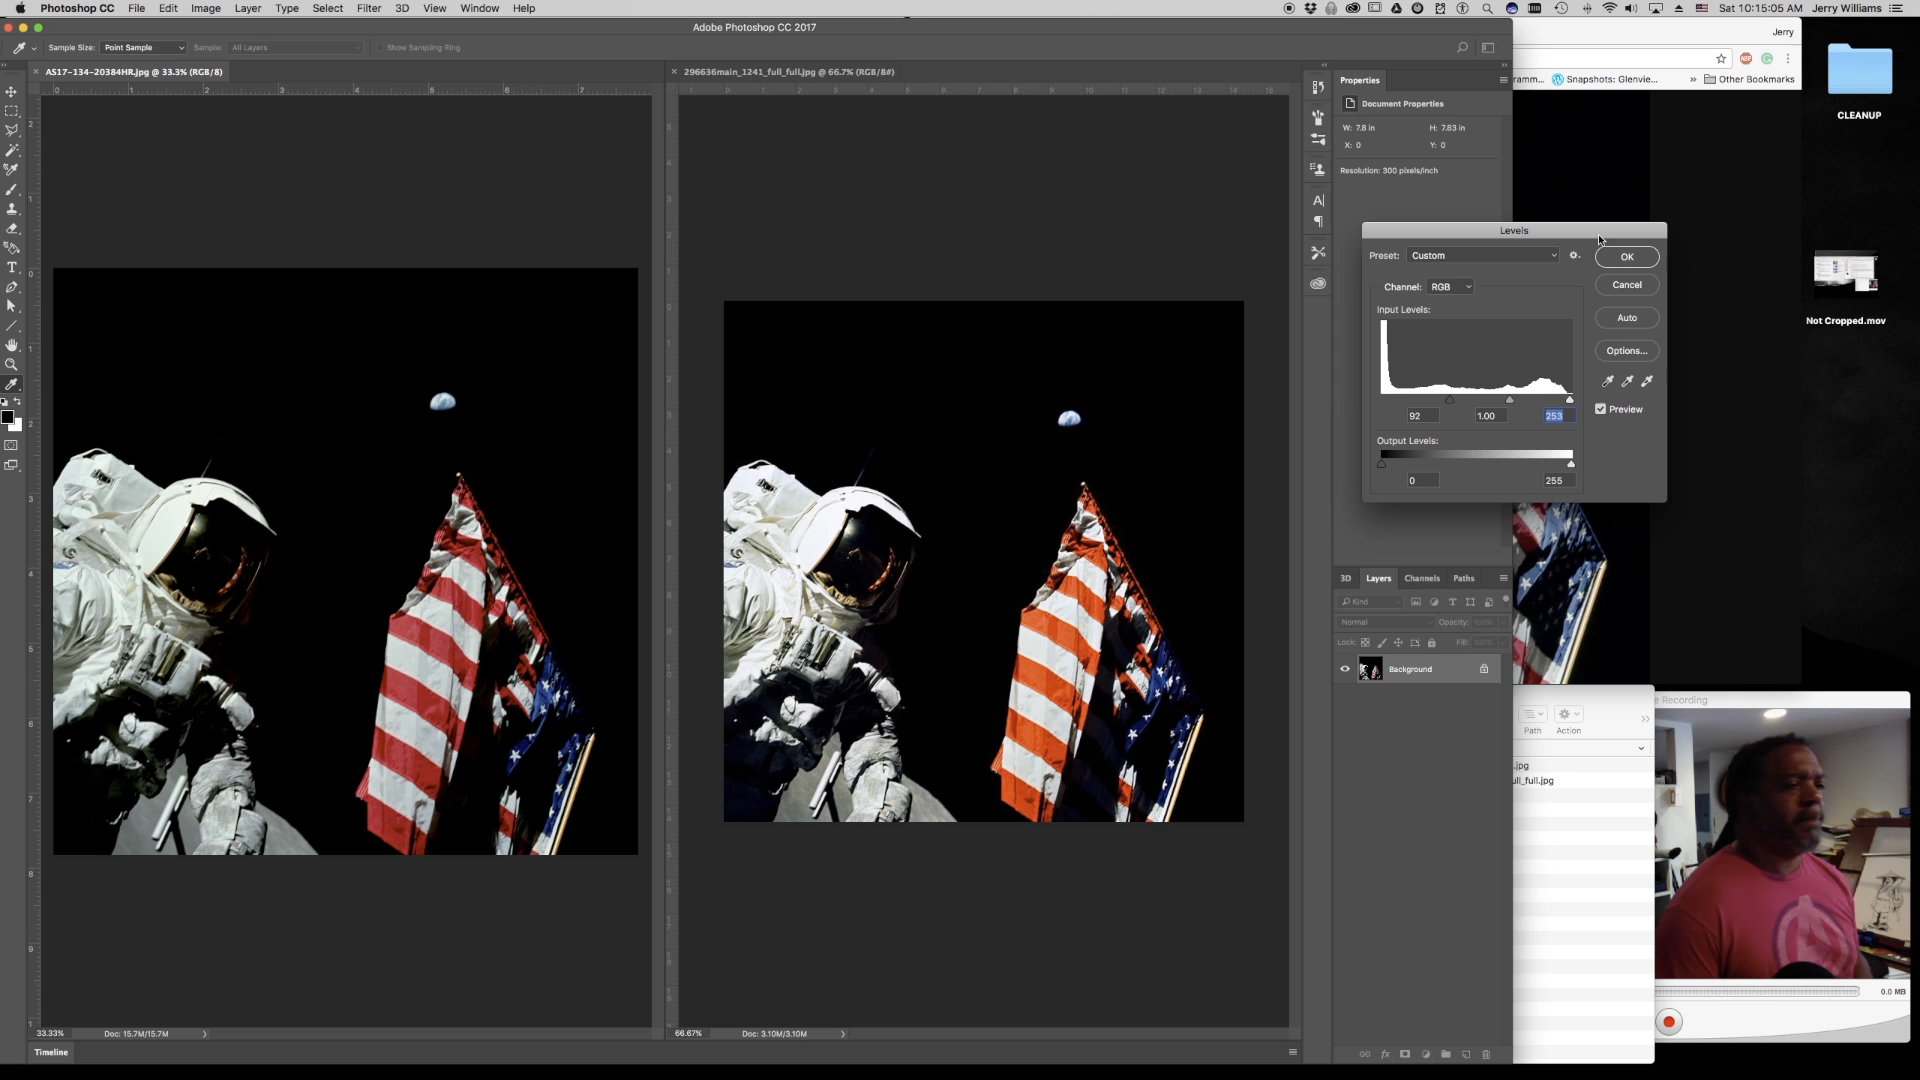 Photoshop CC File Edit Image Layer Type Select Filter 3D View Window Help
Sat 10:15:05 AM Jerry Williams
Adobe Photoshop CC 2017
Jerry
Sample Size: Point Sample Sample: All Layers Show Sampling Ring
AS17-134-20384HR.jpg @ 33.3% (RGB/8)
296636main_1241_full_full.jpg @ 66.7% (RGB/8#)
Snapshots: Glenvie... » Other Bookmarks
Properties
Document Properties
W: 7.8 in H: 7.83 in
X: 0 Y: 0
Resolution: 300 pixels/inch
CLEANUP
Not Cropped.mov
Levels
Preset: Custom
OK
Channel: RGB
Cancel
Input Levels:
Auto
Options...
92 1.00 253
Preview
Output Levels:
0 255
3D Layers Channels Paths
Kind
Normal Opacity: 100%
Lock: Fill: 100%
Background
Recording
Path Action
.jpg
ull_full.jpg
0.0 MB
33.33% Doc: 15.7M/15.7M
66.67% Doc: 3.10M/3.10M
Timeline